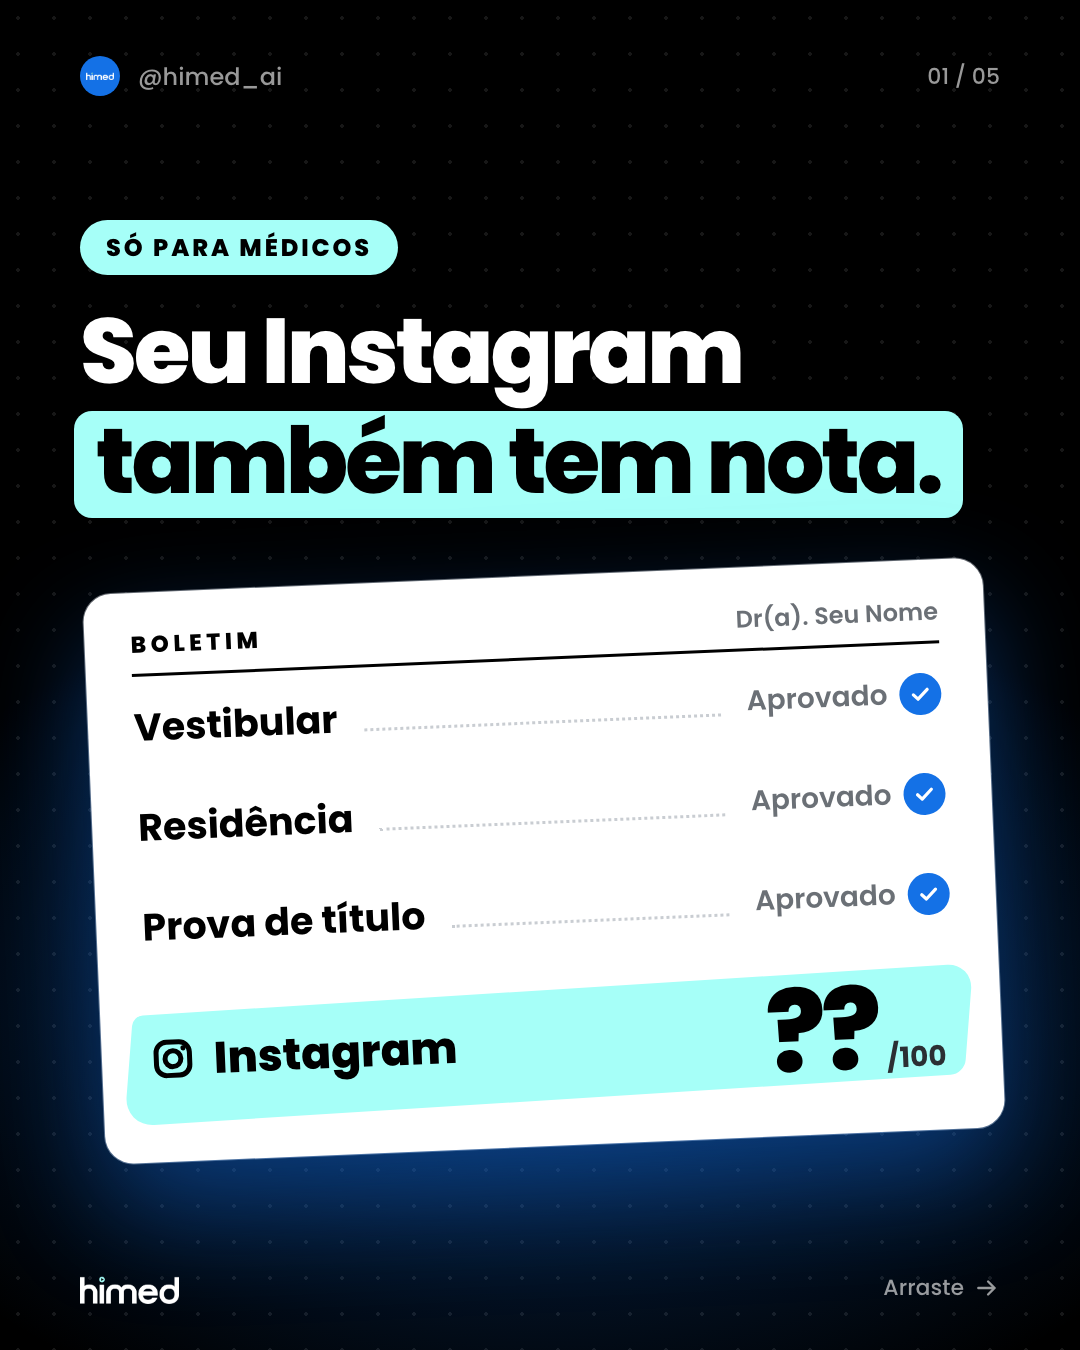 himed @himed_ai 01 / 05
SÓ PARA MÉDICOS
Seu Instagram
também tem nota.
BOLETIM Dr(a). Seu Nome
Vestibular Aprovado
Residência Aprovado
Prova de título Aprovado
Instagram ?? /100
himed Arraste →